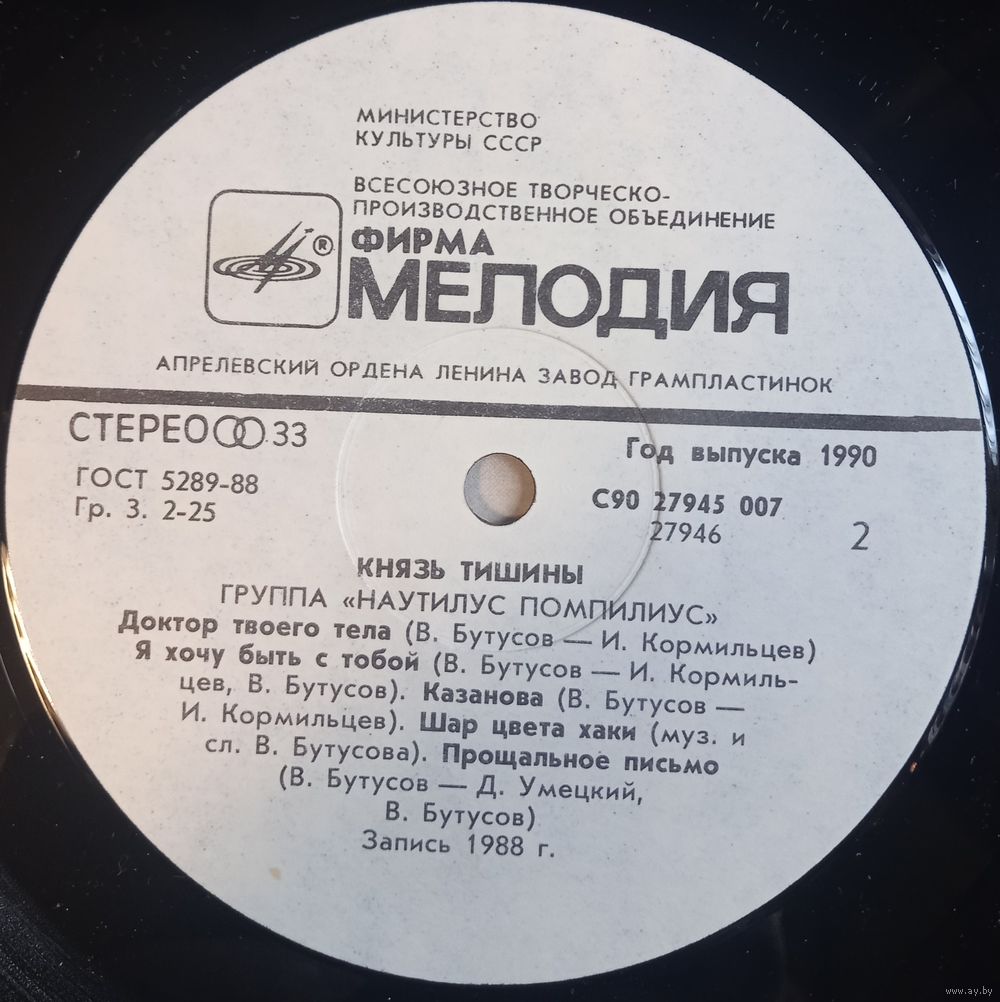 МИНИСТЕРСТВО
КУЛЬТУРЫ СССР
ВСЕСОЮЗНОЕ ТВОРЧЕСКО-
ПРОИЗВОДСТВЕННОЕ ОБЪЕДИНЕНИЕ
ФИРМА
®
МЕЛОДИЯ
АПРЕЛЕВСКИЙ ОРДЕНА ЛЕНИНА ЗАВОД ГРАМПЛАСТИНОК
СТЕРЕО 33
Год выпуска 1990
ГОСТ 5289-88
С90 27945 007
Гр. 3. 2-25
27946
2
КНЯЗЬ ТИШИНЫ
ГРУППА «НАУТИЛУС ПОМПИЛИУС»
Доктор твоего тела (В. Бутусов — И. Кормильцев)
Я хочу быть с тобой (В. Бутусов — И. Кормиль-
цев, В. Бутусов). Казанова (В. Бутусов —
И. Кормильцев). Шар цвета хаки (муз. и
сл. В. Бутусова). Прощальное письмо
(В. Бутусов — Д. Умецкий,
В. Бутусов)
Запись 1988 г.
www.ay.by